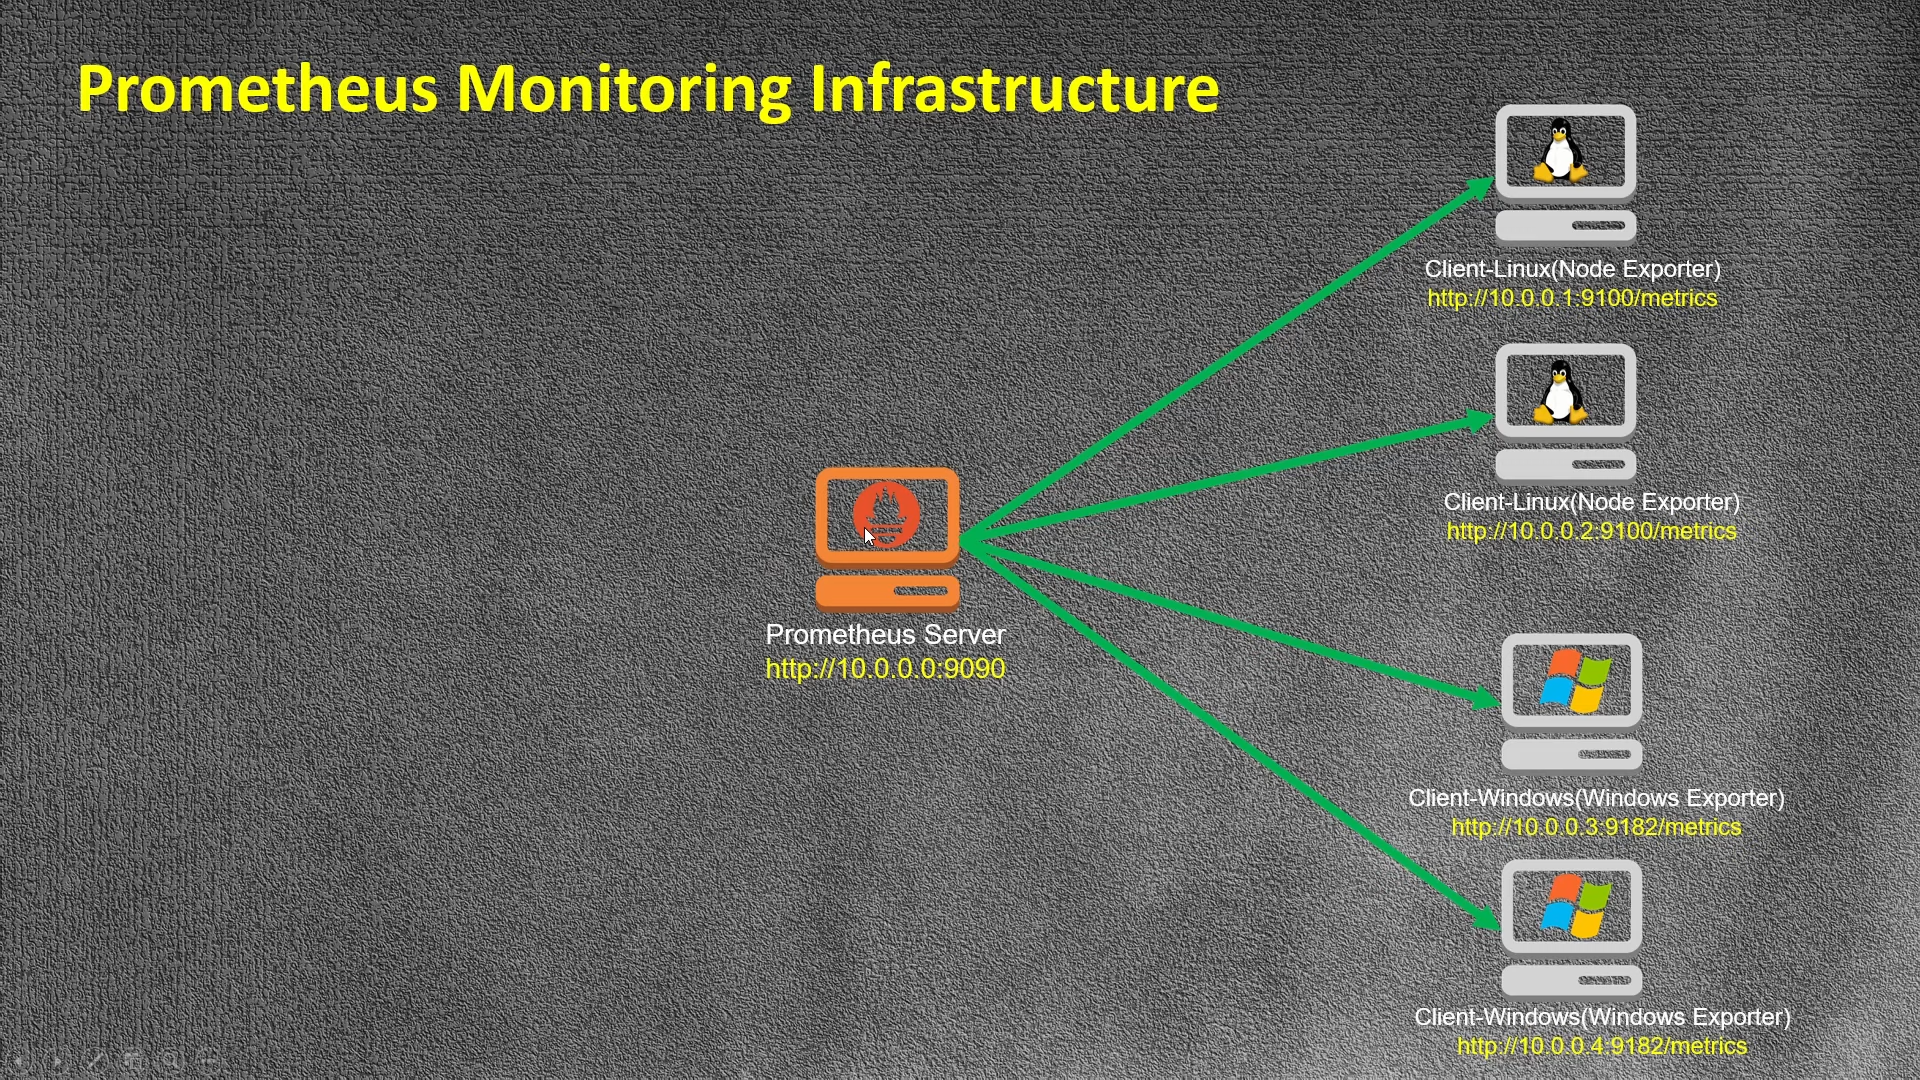 Prometheus Monitoring Infrastructure
Client-Linux(Node Exporter)
http://10.0.0.1:9100/metrics
Client-Linux(Node Exporter)
http://10.0.0.2:9100/metrics
Prometheus Server
http://10.0.0.0:9090
Client-Windows(Windows Exporter)
http://10.0.0.3:9182/metrics
Client-Windows(Windows Exporter)
http://10.0.0.4:9182/metrics